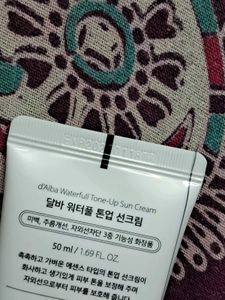 d'Alba Waterfull Tone-Up Sun Cream
달바 워터풀 톤업 선크림
미백, 주름개선, 자외선차단 3중 기능성 화장품
50 ml / 1.69 FL. OZ.
촉촉하고 가벼운 에센스 타입의 톤업 선크림이
화사하고 생기있게 피부 톤을 보정해 주며
자외선으로부터 피부를 보호해 줍니다.